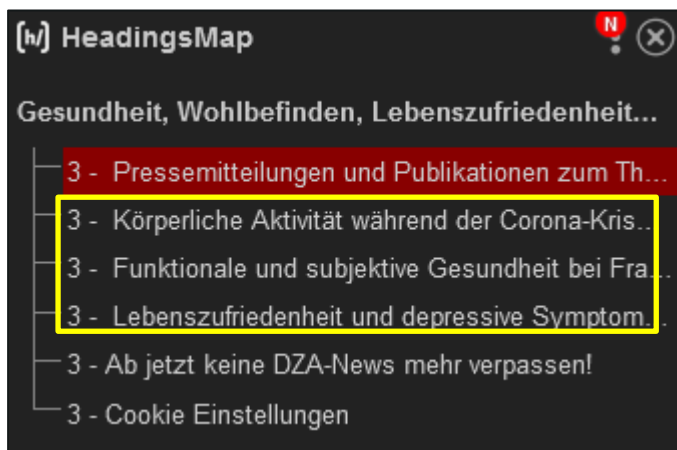 (h/) HeadingsMap
N
Gesundheit, Wohlbefinden, Lebenszufriedenheit...
3 - Pressemitteilungen und Publikationen zum Th...
3 - Körperliche Aktivität während der Corona-Kris...
3 - Funktionale und subjektive Gesundheit bei Fra...
3 - Lebenszufriedenheit und depressive Symptom...
3 - Ab jetzt keine DZA-News mehr verpassen!
3 - Cookie Einstellungen